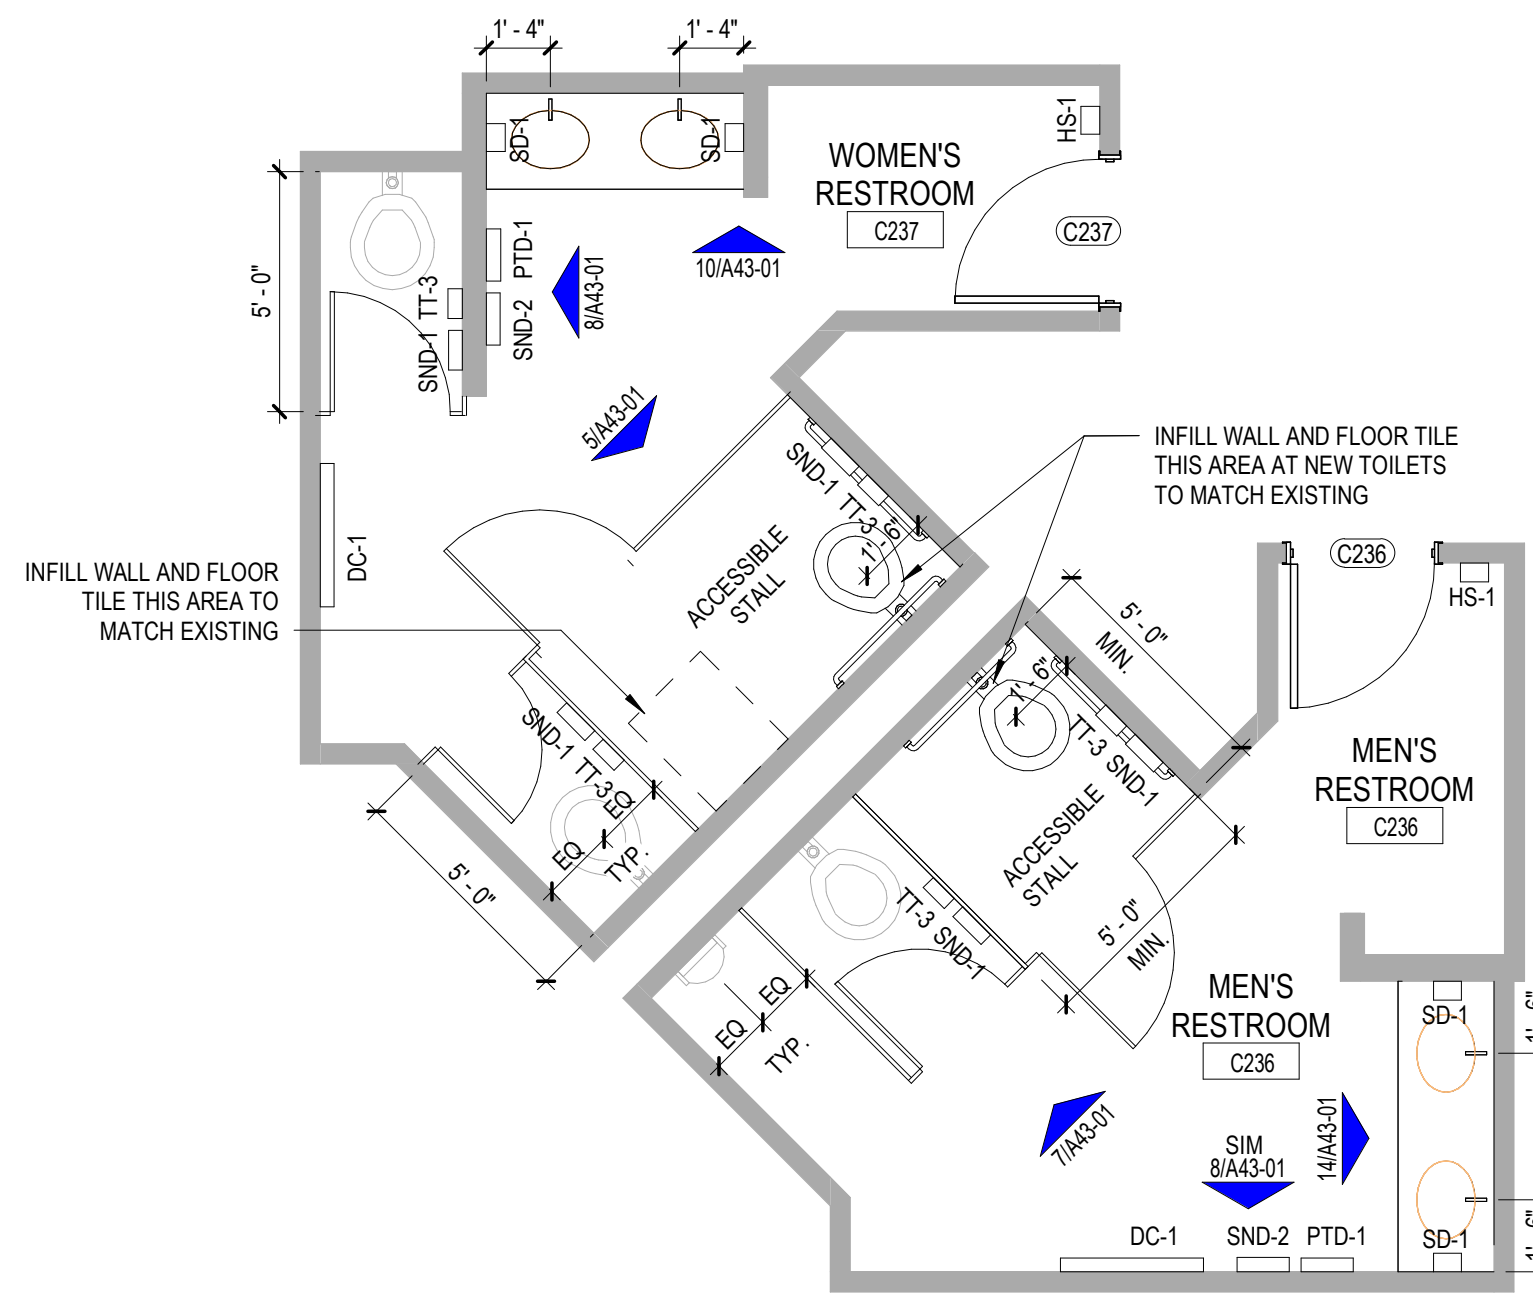 1' - 4"
1' - 4"
SD-1
SD-1
HS-1
WOMEN'S
RESTROOM
C237
C237
10/A43-01
PTD-1
8/A43-01
SND-2
TT-3
SND-1
5' - 0"
5/A43-01
DC-1
INFILL WALL AND FLOOR
TILE THIS AREA TO
MATCH EXISTING
INFILL WALL AND FLOOR TILE
THIS AREA AT NEW TOILETS
TO MATCH EXISTING
SND-1
TT-3
1' - 6"
ACCESSIBLE
STALL
SND-1
TT-3
EQ
EQ
TYP.
5' - 0"
C236
HS-1
5' - 0"
MIN.
1' - 6"
TT-3
SND-1
ACCESSIBLE
STALL
5' - 0"
MIN.
TT-3
SND-1
EQ
EQ
TYP.
MEN'S
RESTROOM
C236
MEN'S
RESTROOM
C236
7/A43-01
SIM
8/A43-01
14/A43-01
SD-1
SD-1
1' - 6"
1' - 6"
DC-1
SND-2
PTD-1